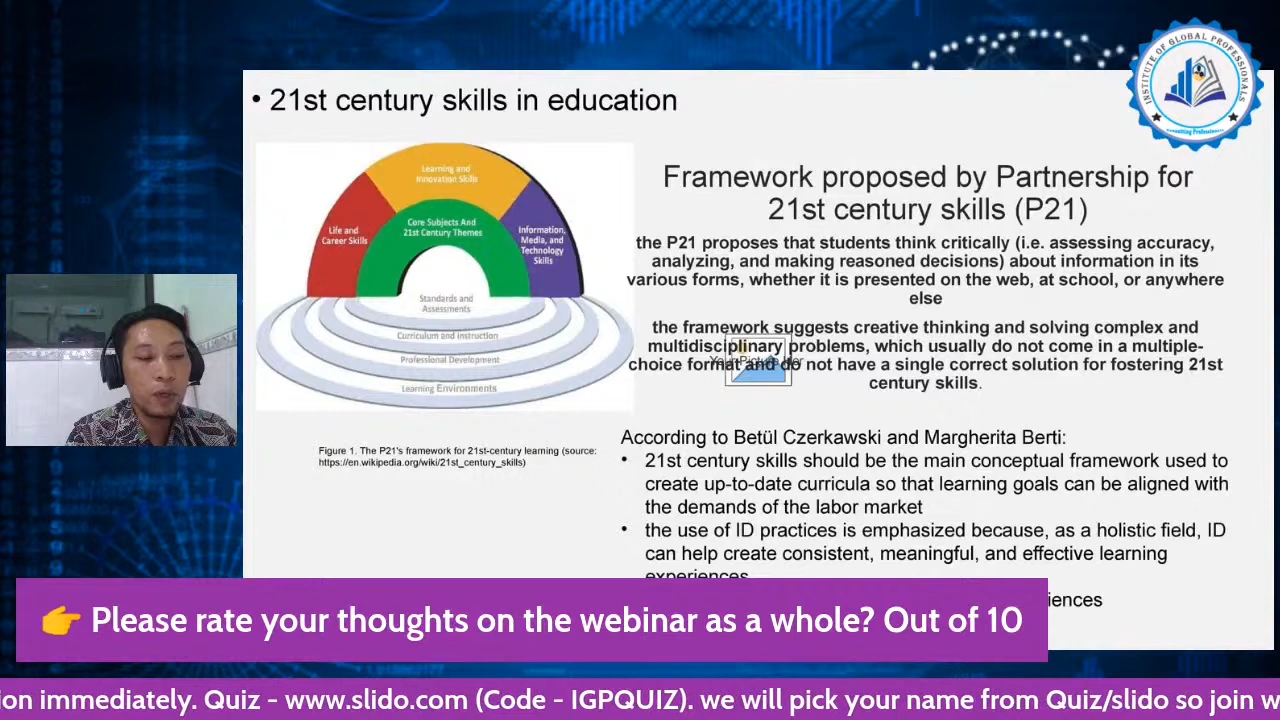 • 21st century skills in education
INSTITUTE OF GLOBAL PROFESSIONALS
Consulting Professionals
Learning and
Innovation Skills
Core Subjects And
21st Century Themes
Life and
Career Skills
Information,
Media, and
Technology
Skills
Standards and
Assessments
Curriculum and Instruction
Professional Development
Learning Environments
Figure 1. The P21's framework for 21st-century learning (source:
https://en.wikipedia.org/wiki/21st_century_skills)
Framework proposed by Partnership for
21st century skills (P21)
the P21 proposes that students think critically (i.e. assessing accuracy,
analyzing, and making reasoned decisions) about information in its
various forms, whether it is presented on the web, at school, or anywhere
else
the framework suggests creative thinking and solving complex and
multidisciplinary problems, which usually do not come in a multiple-
choice format and do not have a single correct solution for fostering 21st
century skills.
According to Betül Czerkawski and Margherita Berti:
• 21st century skills should be the main conceptual framework used to
create up-to-date curricula so that learning goals can be aligned with
the demands of the labor market
• the use of ID practices is emphasized because, as a holistic field, ID
can help create consistent, meaningful, and effective learning
experiences
iences
👉 Please rate your thoughts on the webinar as a whole? Out of 10
ion immediately. Quiz - www.slido.com (Code - IGPQUIZ). we will pick your name from Quiz/slido so join w